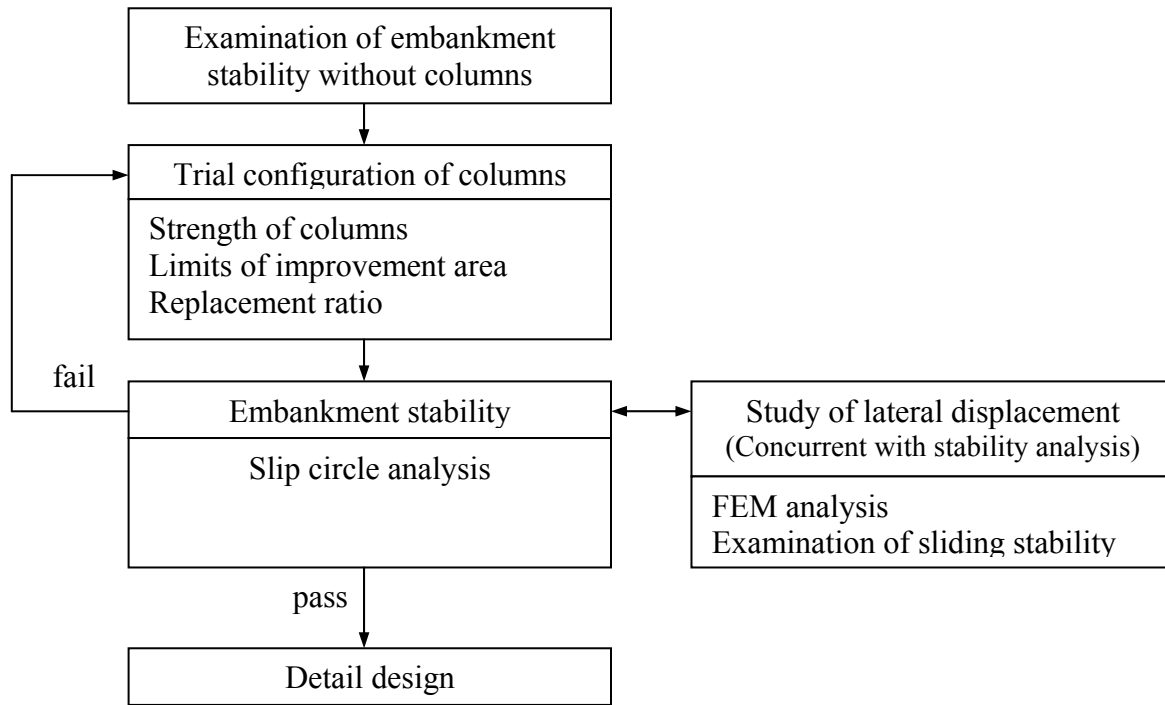 Examination of embankment
stability without columns
Trial configuration of columns
Strength of columns
Limits of improvement area
Replacement ratio
fail
Embankment stability
Slip circle analysis
Study of lateral displacement
(Concurrent with stability analysis)
FEM analysis
Examination of sliding stability
pass
Detail design